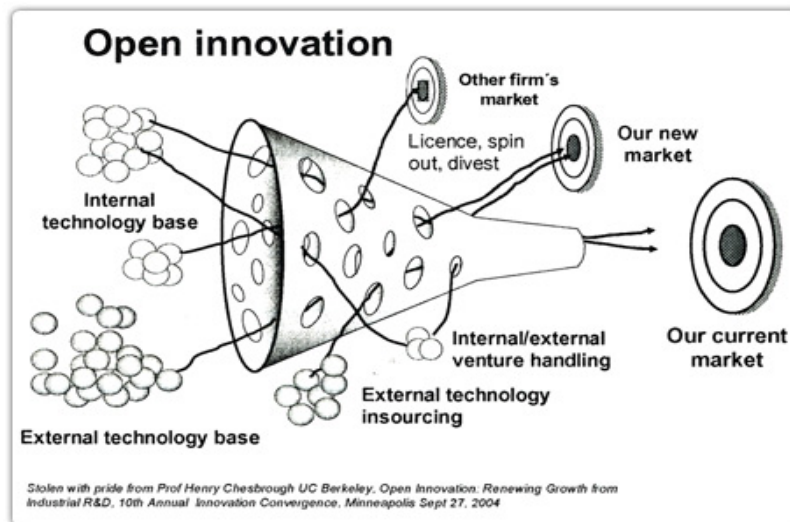 Open innovation
Other firm´s
market
Licence, spin
out, divest
Our new
market
Internal
technology base
Internal/external
venture handling
Our current
market
External technology
insourcing
External technology base
Stolen with pride from Prof Henry Chesbrough UC Berkeley, Open Innovation: Renewing Growth from
Industrial R&D, 10th Annual Innovation Convergence, Minneapolis Sept 27, 2004